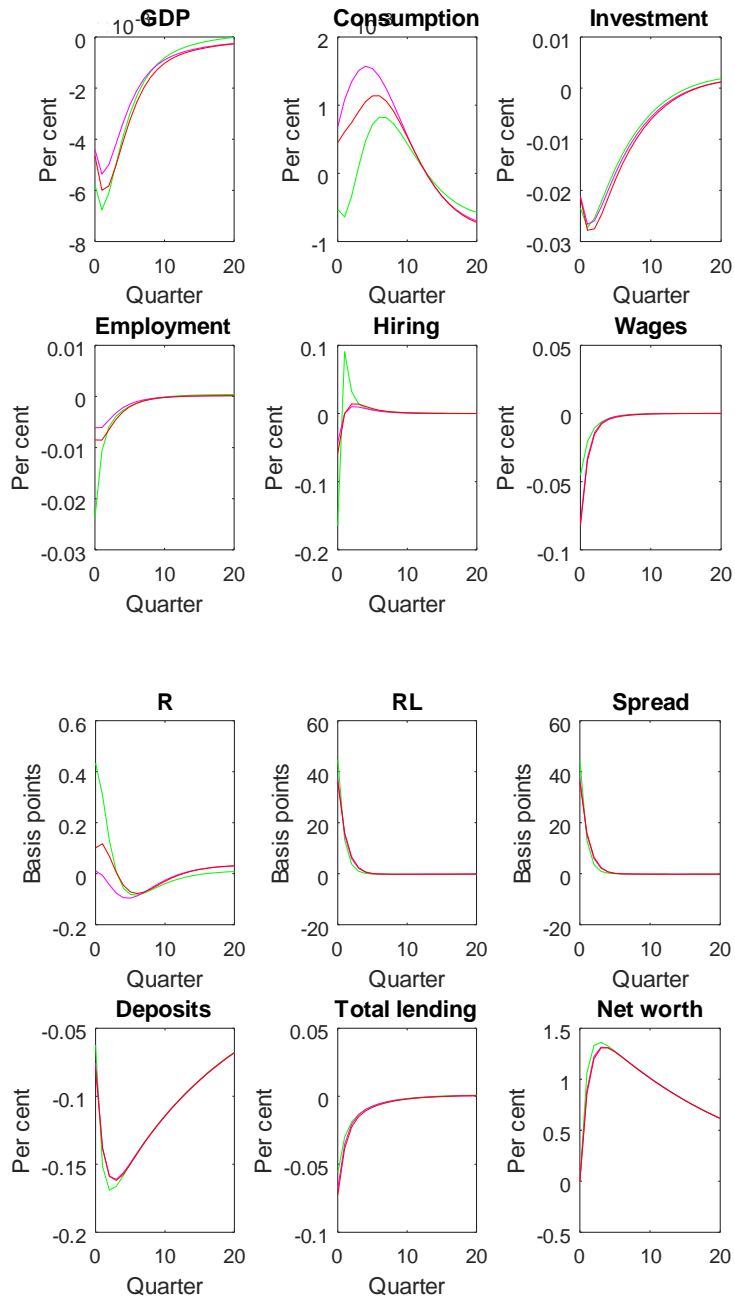 GDP Consumption Investment
10⁻³ 10⁻³
0 2 0.01
-2 1 0
-4 0 -0.01
-6 -0.02
-8 -1 -0.03
Per cent Per cent Per cent
0 10 20 0 10 20 0 10 20
Quarter Quarter Quarter
Employment Hiring Wages
0.01 0.1 0.05
0 0 0
-0.01 -0.1 -0.05
-0.02
-0.03 -0.2 -0.1
Per cent Per cent Per cent
0 10 20 0 10 20 0 10 20
Quarter Quarter Quarter
R RL Spread
0.6 60 60
0.4 40 40
0.2 20 20
0 0 0
-0.2 -20 -20
Basis points Basis points Basis points
0 10 20 0 10 20 0 10 20
Quarter Quarter Quarter
Deposits Total lending Net worth
-0.05 0.05 1.5
-0.1 0 1
-0.15 -0.05 0.5
0
-0.2 -0.1 -0.5
Per cent Per cent Per cent
0 10 20 0 10 20 0 10 20
Quarter Quarter Quarter